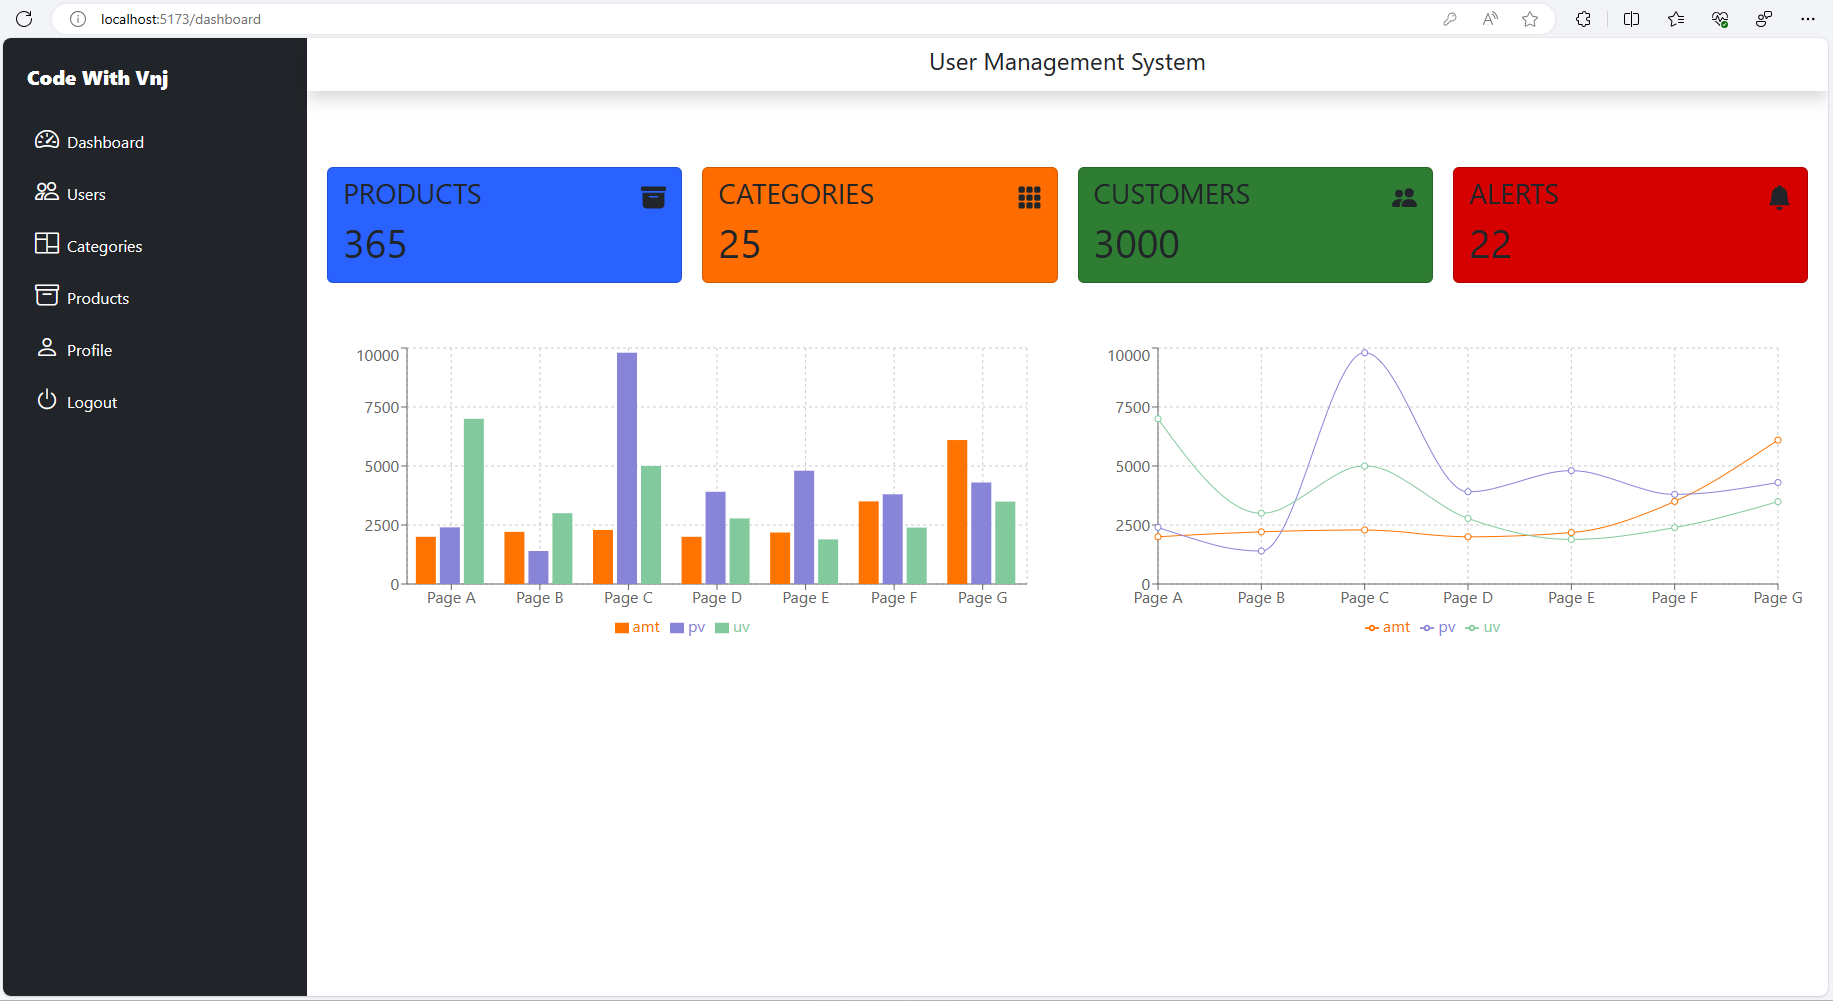 localhost:5173/dashboard
Code With Vnj
Dashboard
Users
Categories
Products
Profile
Logout
User Management System
PRODUCTS
365
CATEGORIES
25
CUSTOMERS
3000
ALERTS
22
10000
7500
5000
2500
0
Page A Page B Page C Page D Page E Page F Page G
amt pv uv
10000
7500
5000
2500
0
Page A Page B Page C Page D Page E Page F Page G
amt pv uv